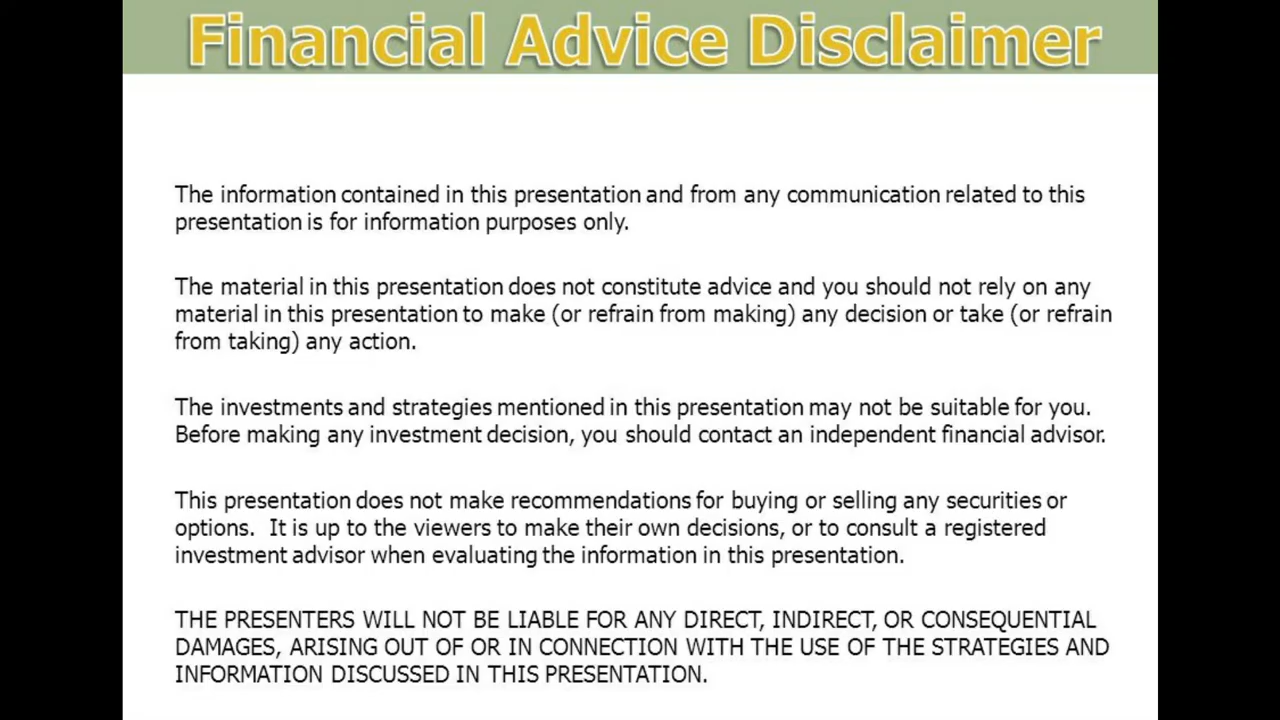 Financial Advice Disclaimer
The information contained in this presentation and from any communication related to this
presentation is for information purposes only.
The material in this presentation does not constitute advice and you should not rely on any
material in this presentation to make (or refrain from making) any decision or take (or refrain
from taking) any action.
The investments and strategies mentioned in this presentation may not be suitable for you.
Before making any investment decision, you should contact an independent financial advisor.
This presentation does not make recommendations for buying or selling any securities or
options.  It is up to the viewers to make their own decisions, or to consult a registered
investment advisor when evaluating the information in this presentation.
THE PRESENTERS WILL NOT BE LIABLE FOR ANY DIRECT, INDIRECT, OR CONSEQUENTIAL
DAMAGES, ARISING OUT OF OR IN CONNECTION WITH THE USE OF THE STRATEGIES AND
INFORMATION DISCUSSED IN THIS PRESENTATION.